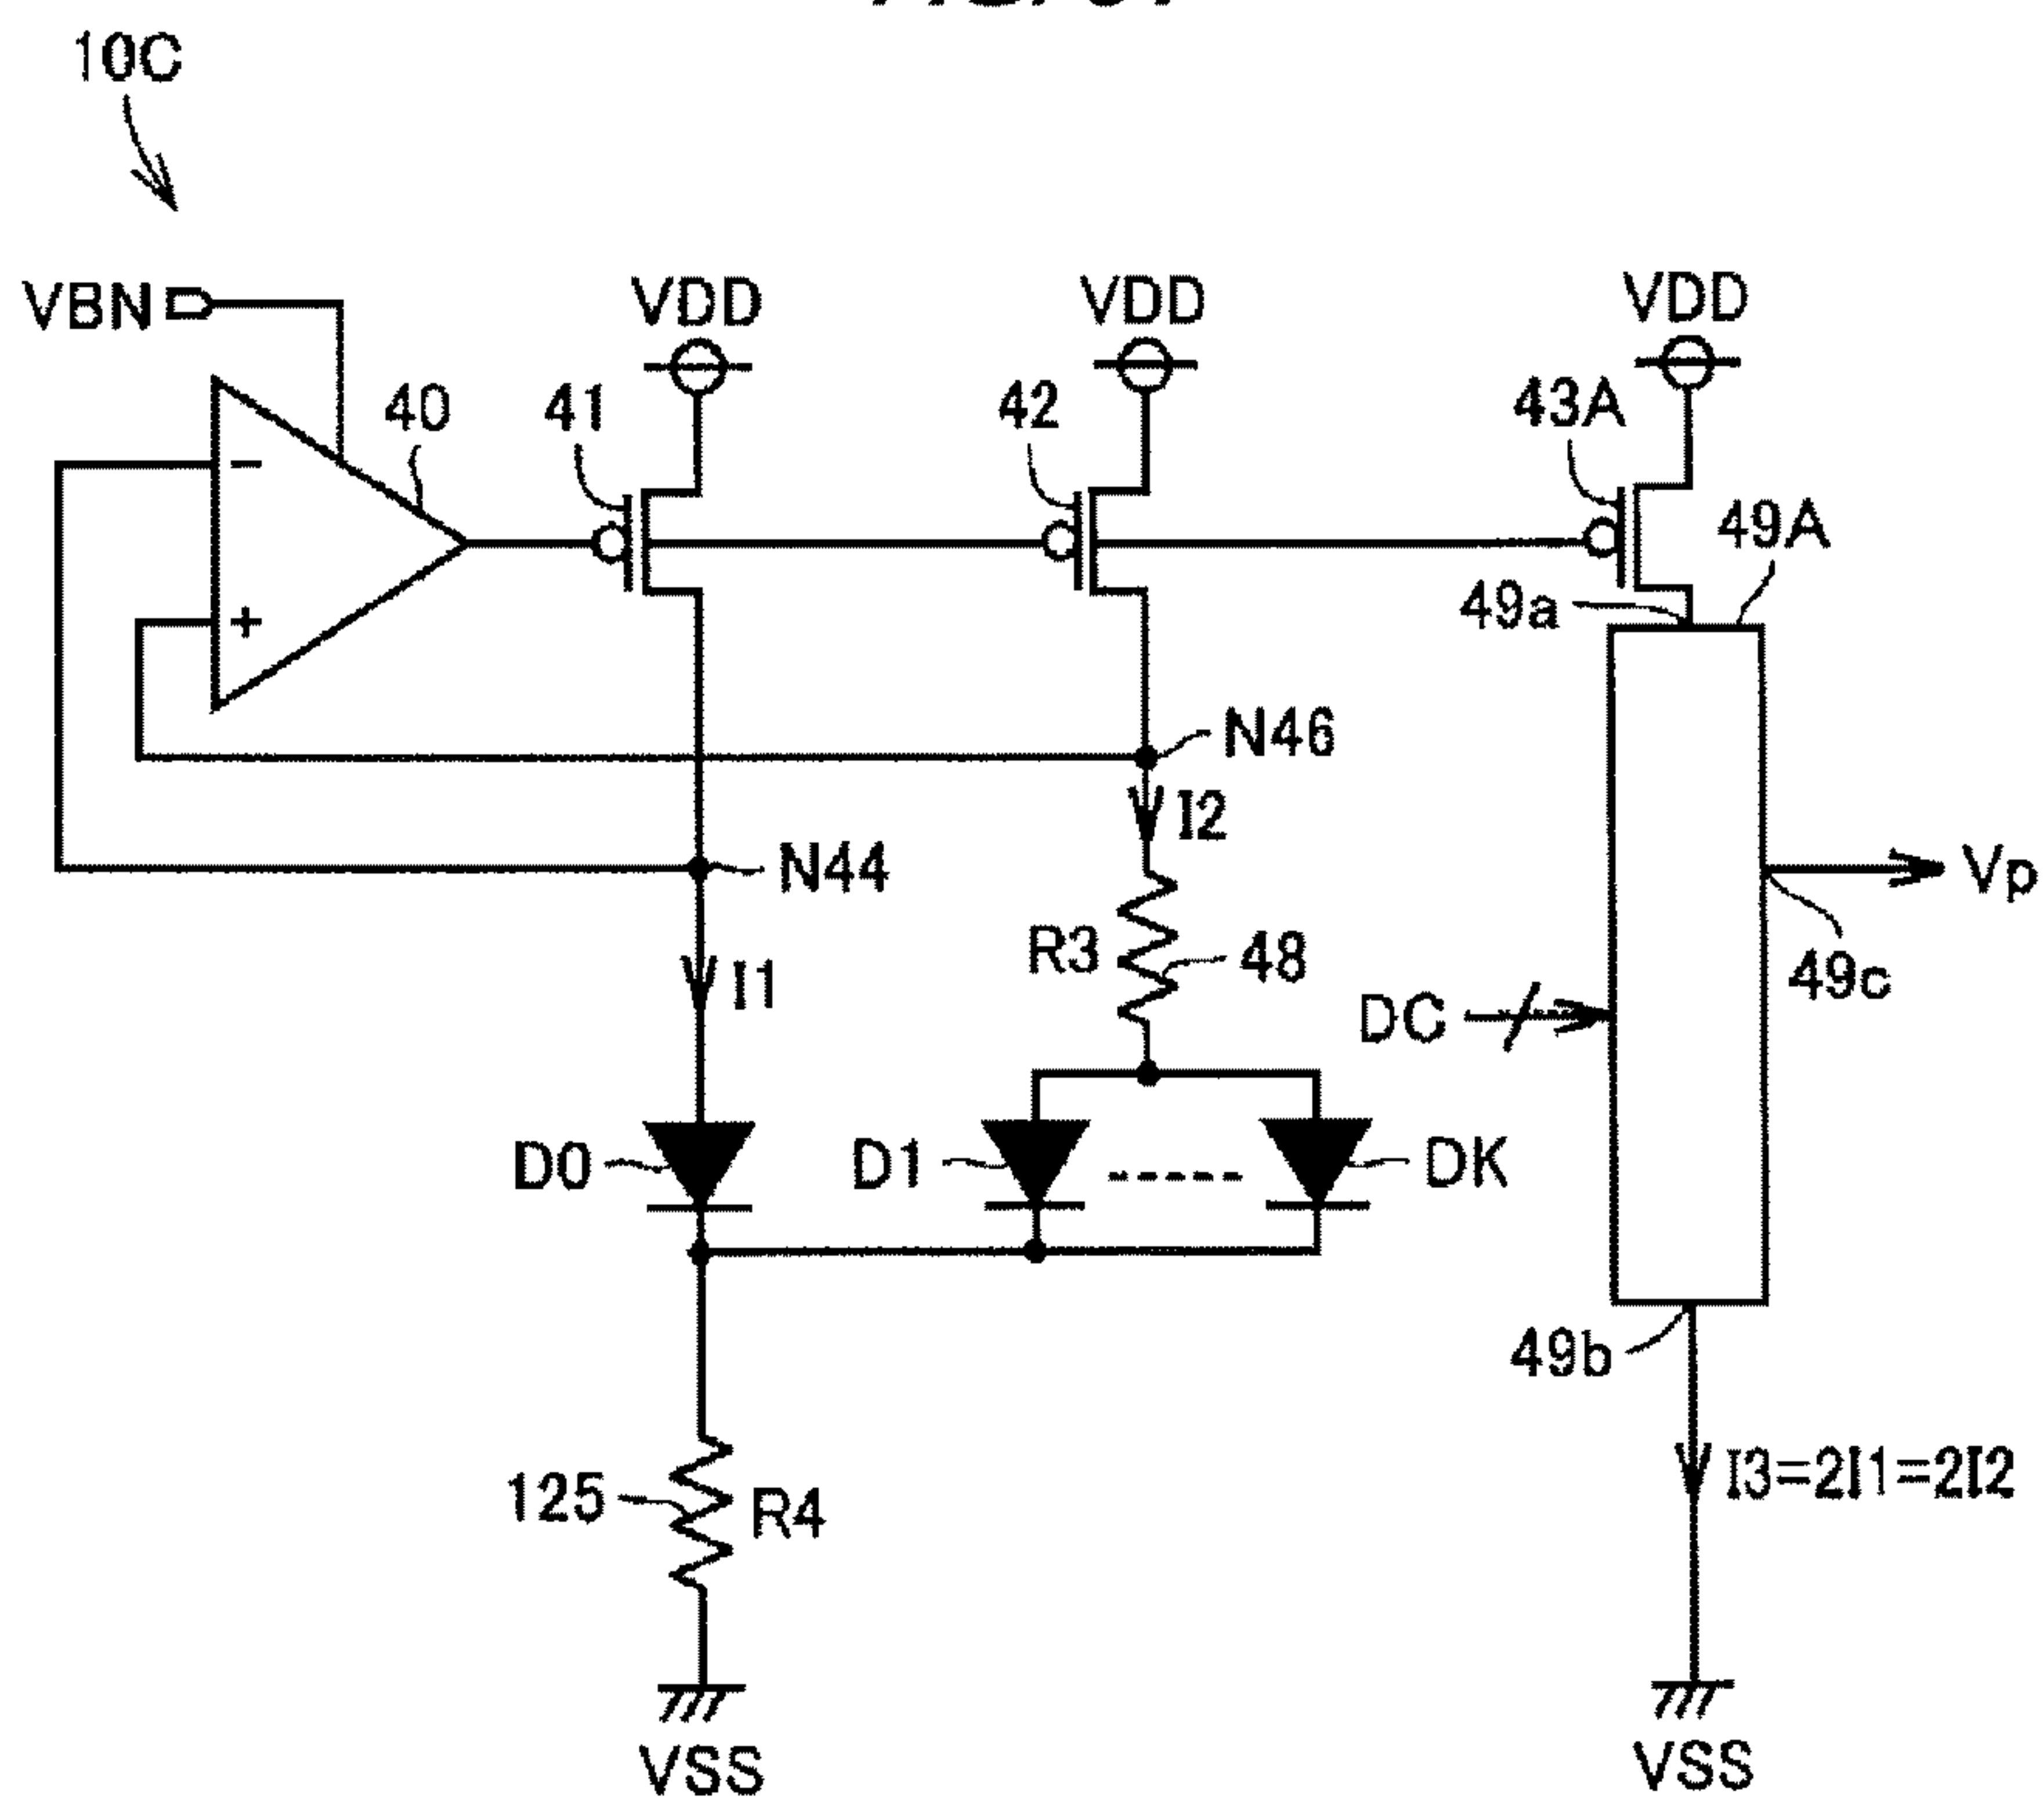 10C
VBN
VDD
VDD
VDD
40
41
42
43A
49A
-
+
49a
N46
I2
N44
Vp
R3
48
49c
I1
DC
D0
D1
DK
49b
125
R4
I3=2I1=2I2
VSS
VSS